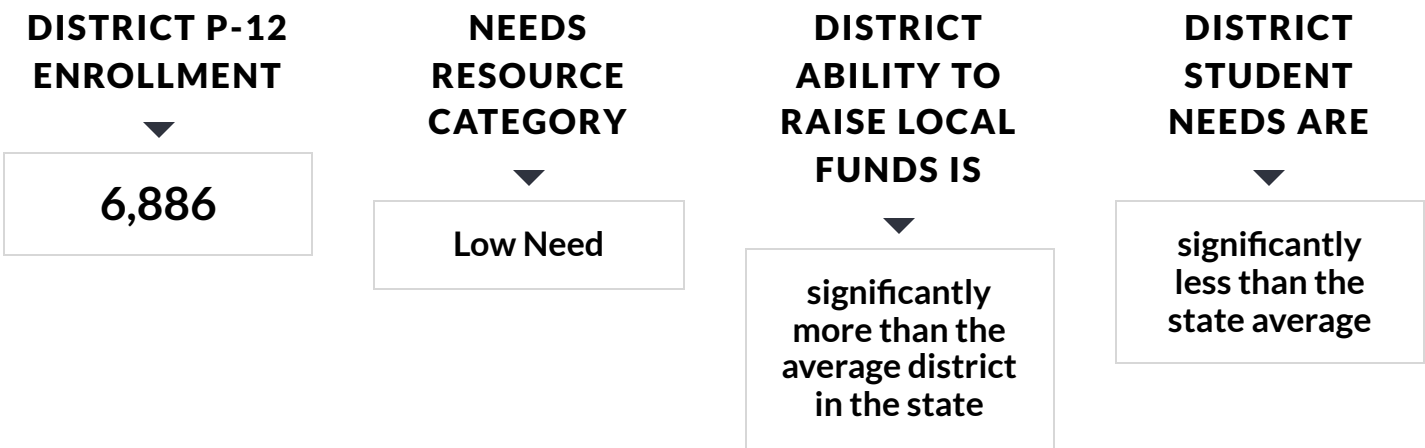 DISTRICT P-12
ENROLLMENT
6,886
NEEDS
RESOURCE
CATEGORY
Low Need
DISTRICT
ABILITY TO
RAISE LOCAL
FUNDS IS
significantly
more than the
average district
in the state
DISTRICT
STUDENT
NEEDS ARE
significantly
less than the
state average